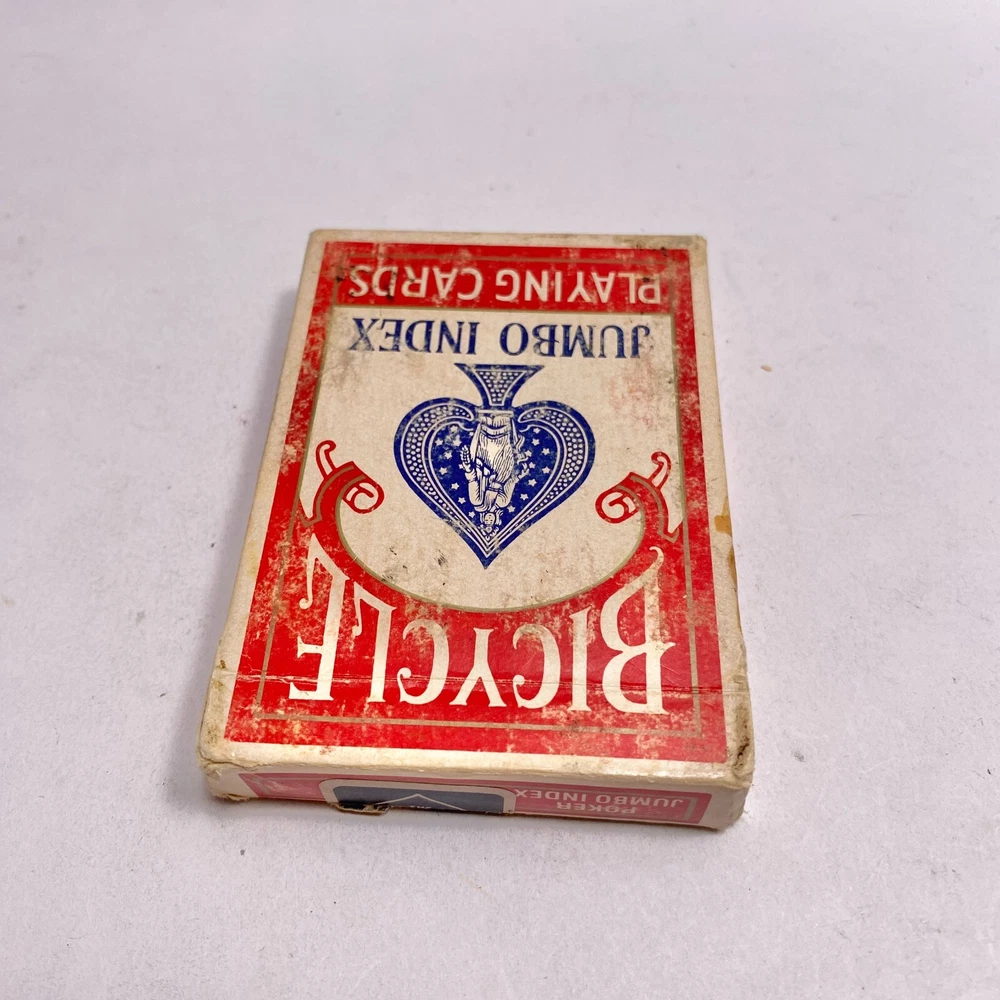 BICYCLE
JUMBO INDEX
PLAYING CARDS
POKER
JUMBO INDEX